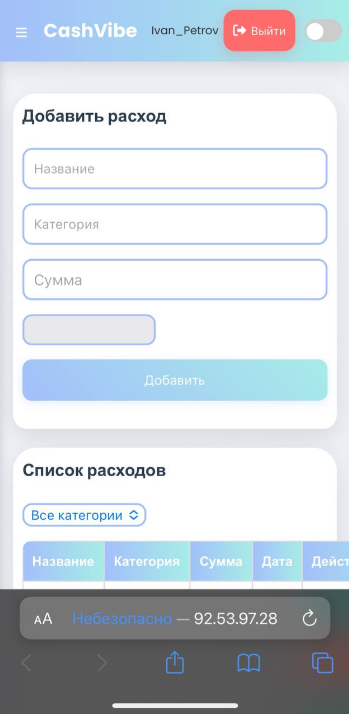 CashVibe Ivan_Petrov Выйти
Добавить расход
Название
Категория
Сумма
Добавить
Список расходов
Все категории
Название Категория Сумма Дата Дейст
AA Небезопасно — 92.53.97.28